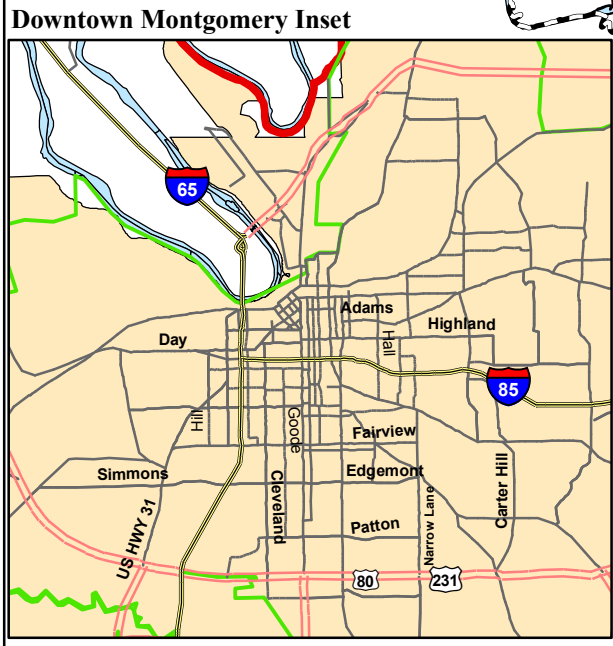 Downtown Montgomery Inset
65
Adams
Highland
Day
Hall
85
Hill
Goode
Fairview
Simmons
Edgemont
Cleveland
Carter Hill
US HWY 31
Patton
Narrow Lane
80
231